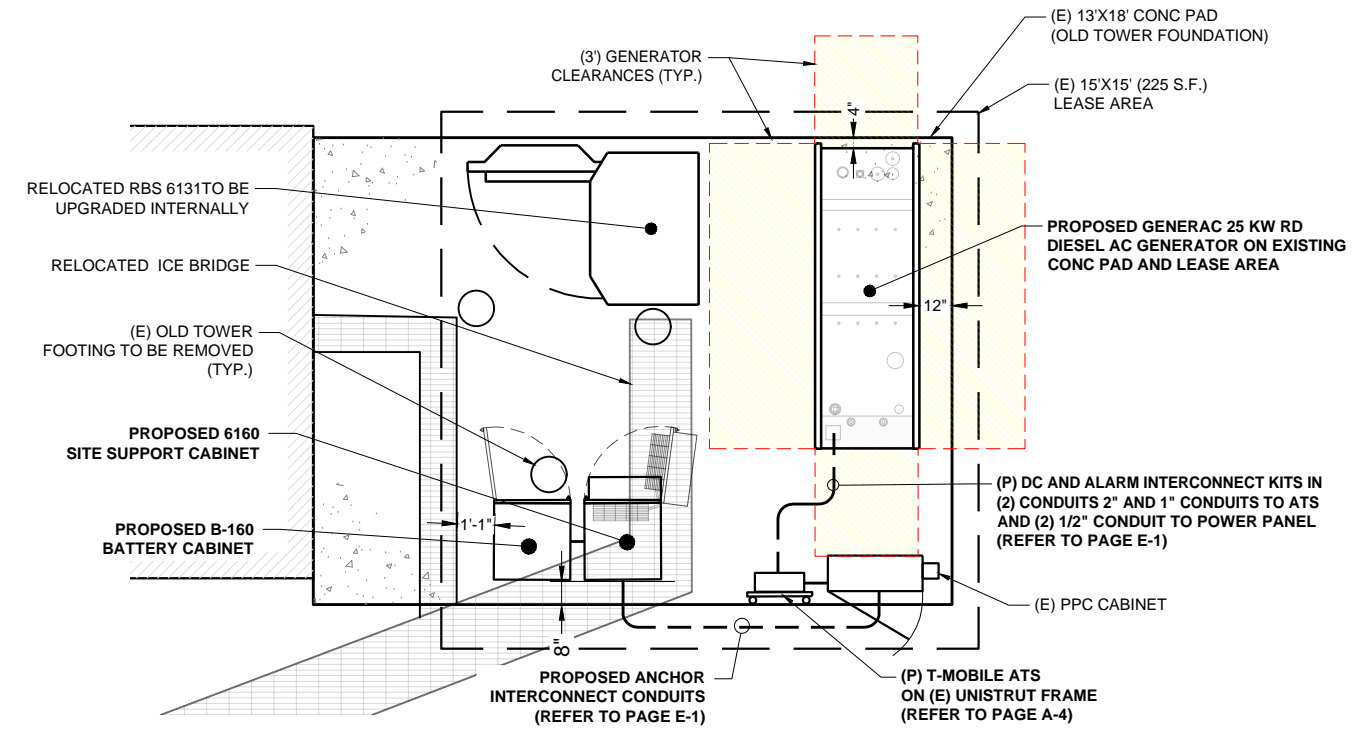 (E) 13'X18' CONC PAD
(OLD TOWER FOUNDATION)
(3') GENERATOR
CLEARANCES (TYP.)
(E) 15'X15' (225 S.F.)
LEASE AREA
4"
RELOCATED RBS 6131TO BE
UPGRADED INTERNALLY
PROPOSED GENERAC 25 KW RD
DIESEL AC GENERATOR ON EXISTING
CONC PAD AND LEASE AREA
RELOCATED ICE BRIDGE
12"
(E) OLD TOWER
FOOTING TO BE REMOVED
(TYP.)
PROPOSED 6160
SITE SUPPORT CABINET
(P) DC AND ALARM INTERCONNECT KITS IN
(2) CONDUITS 2" AND 1" CONDUITS TO ATS
AND (2) 1/2" CONDUIT TO POWER PANEL
(REFER TO PAGE E-1)
1'-1"
PROPOSED B-160
BATTERY CABINET
(E) PPC CABINET
8"
PROPOSED ANCHOR
INTERCONNECT CONDUITS
(REFER TO PAGE E-1)
(P) T-MOBILE ATS
ON (E) UNISTRUT FRAME
(REFER TO PAGE A-4)